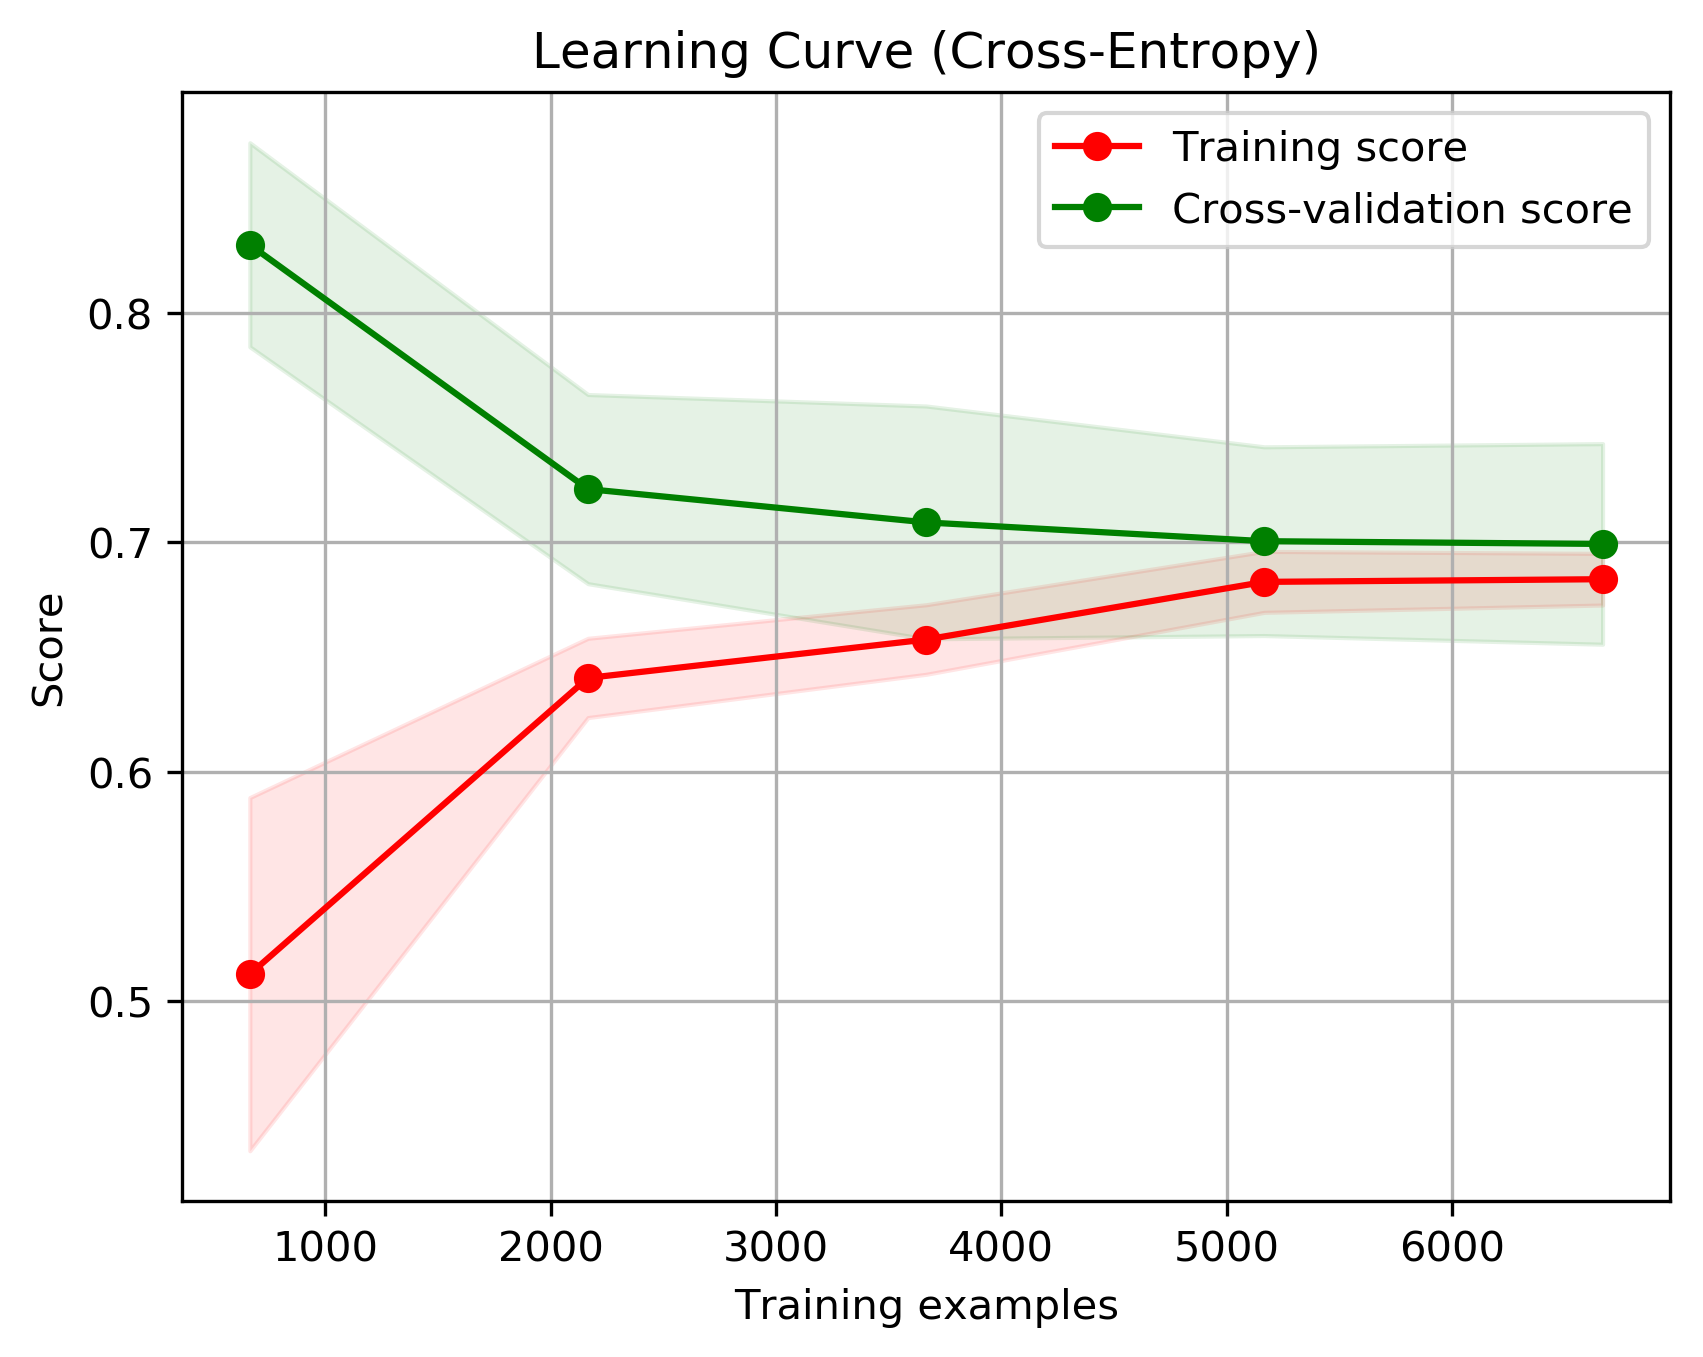 Learning Curve (Cross-Entropy)
Training score
Cross-validation score
0.8
0.7
0.6
0.5
Score
1000 2000 3000 4000 5000 6000
Training examples